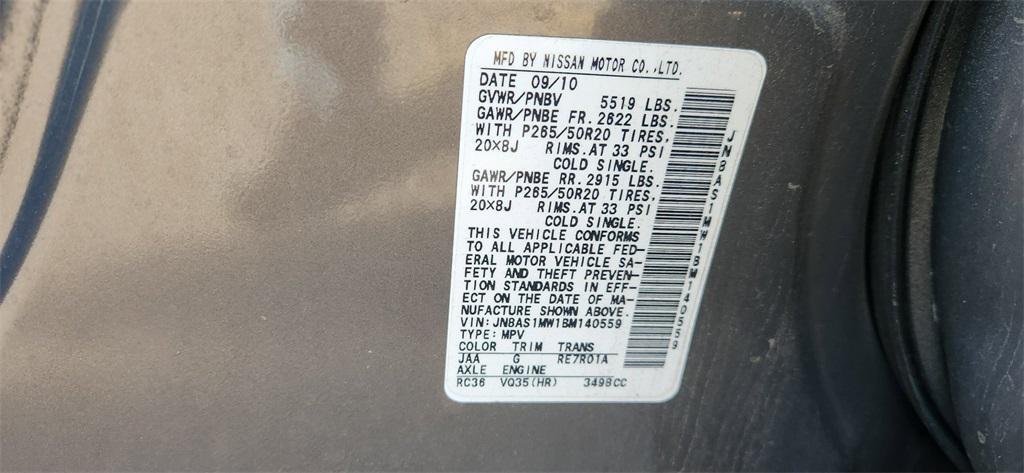 MFD BY NISSAN MOTOR CO.,LTD.
DATE 09/10
GVWR/PNBV 5519 LBS.
GAWR/PNBE FR. 2622 LBS.
WITH P265/50R20 TIRES,
20×8J RIMS.AT 33 PSI
COLD SINGLE.
GAWR/PNBE RR. 2915 LBS.
WITH P265/50R20 TIRES,
20×8J RIMS.AT 33 PSI
COLD SINGLE.
THIS VEHICLE CONFORMS
TO ALL APPLICABLE FED-
ERAL MOTOR VEHICLE SA-
FETY AND THEFT PREVEN-
TION STANDARDS IN EFF-
ECT ON THE DATE OF MA-
NUFACTURE SHOWN ABOVE.
VIN: JN8AS1MW1BM140559
TYPE: MPV
COLOR TRIM TRANS
JAA G RE7R01A
AXLE ENGINE
RC36 VQ35(HR) 3498CC
JN8AS1MW1BM140559